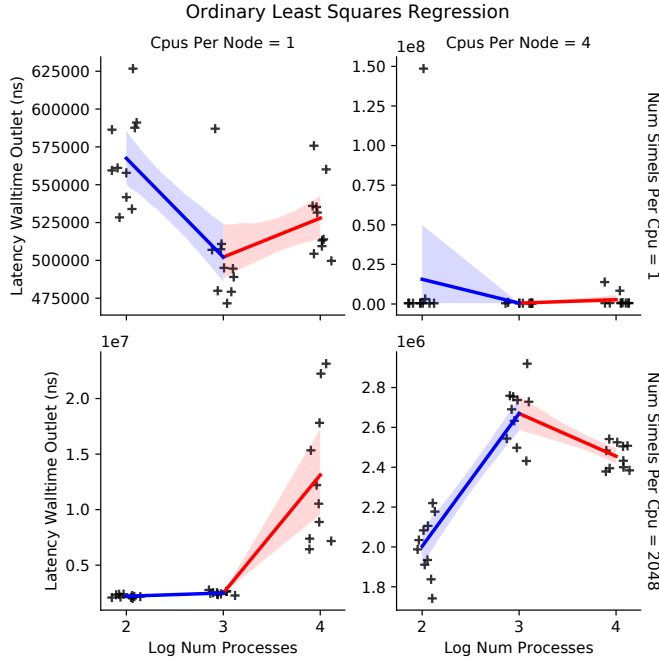 Ordinary Least Squares Regression
Cpus Per Node = 1
Cpus Per Node = 4
1e8
Latency Walltime Outlet (ns)
625000
600000
575000
550000
525000
500000
475000
1.50
1.25
1.00
0.75
0.50
0.25
0.00
Num Simels Per Cpu = 1
1e7
1e6
Latency Walltime Outlet (ns)
2.0
1.5
1.0
0.5
2.8
2.6
2.4
2.2
2.0
1.8
Num Simels Per Cpu = 2048
2
3
4
2
3
4
Log Num Processes
Log Num Processes